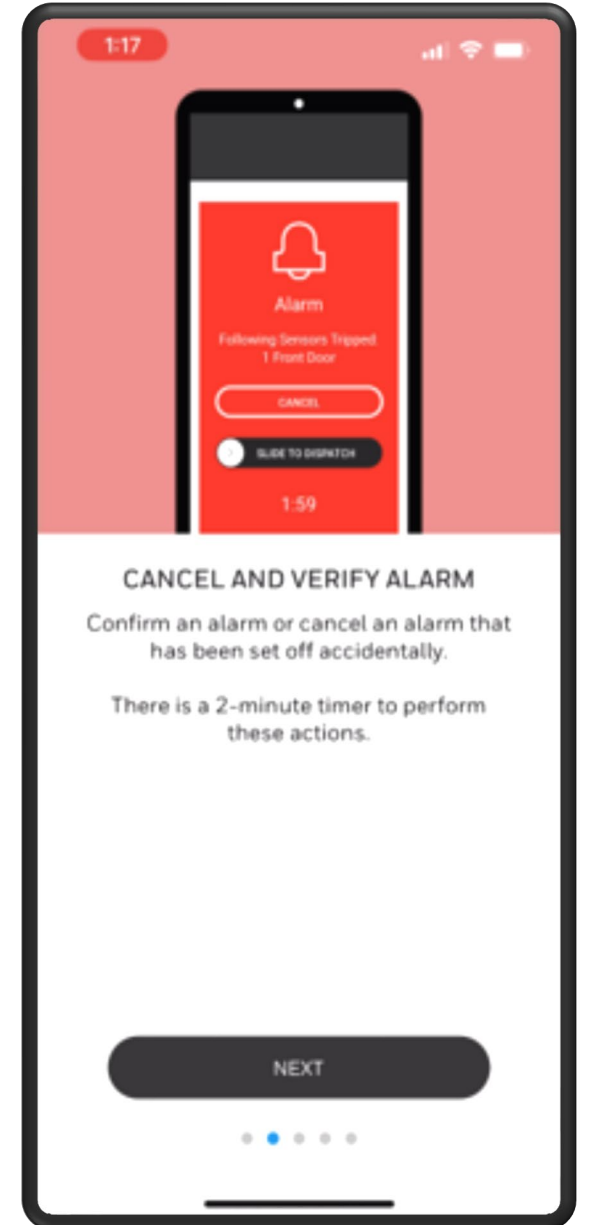 1:17
Alarm
Following Sensors Tripped
1 Front Door
CANCEL
SLIDE TO DISPATCH
1:59
CANCEL AND VERIFY ALARM
Confirm an alarm or cancel an alarm that
has been set off accidentally.
There is a 2-minute timer to perform
these actions.
NEXT